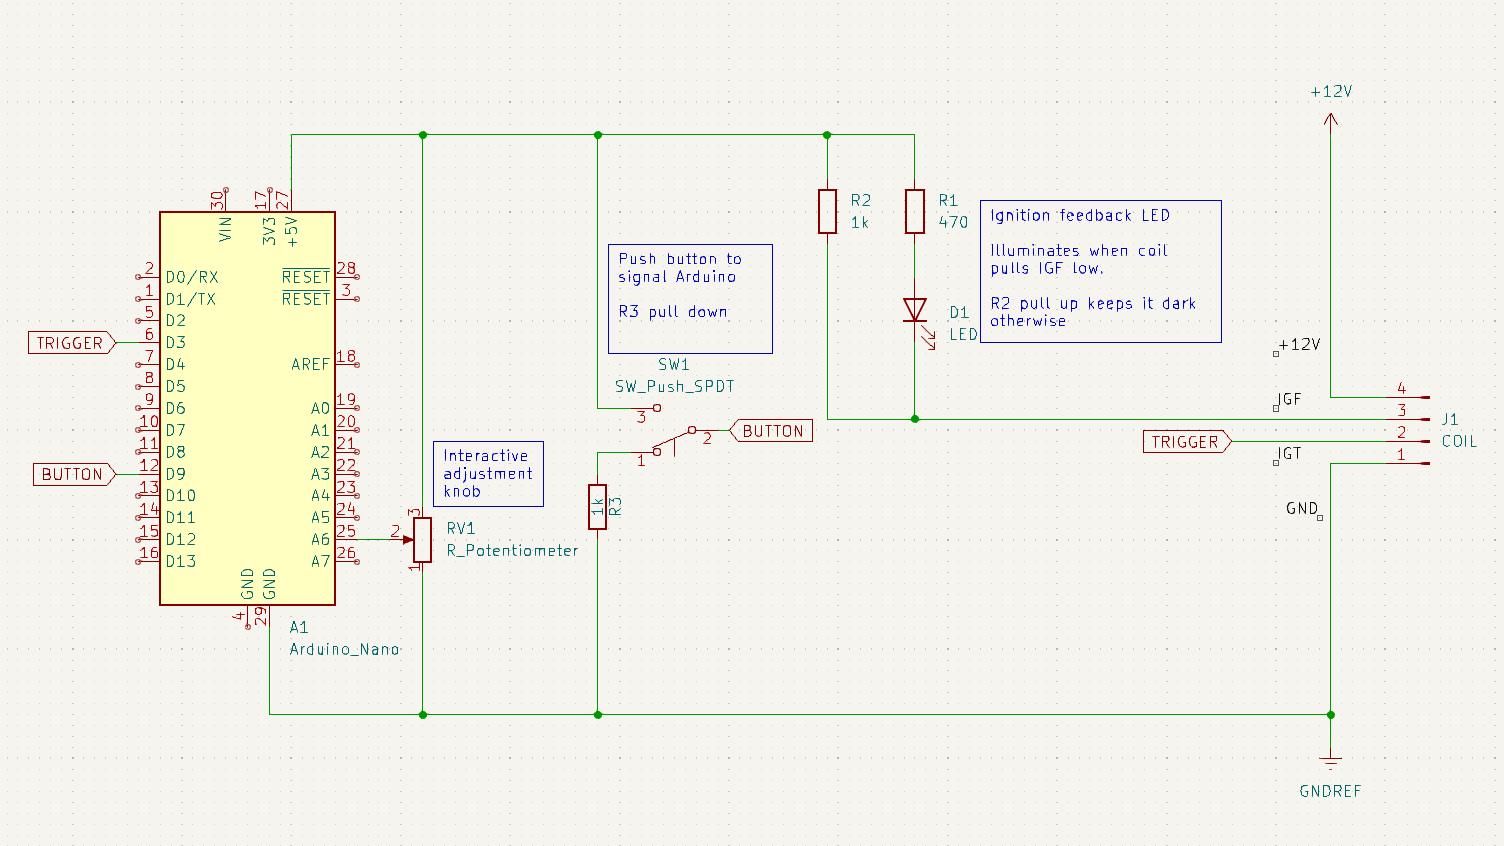 +12V
30
17
27
VIN
3V3
+5V
2
D0/RX
RESET
28
1
D1/TX
RESET
3
5
D2
TRIGGER
6
D3
7
D4
AREF
18
8
D5
9
D6
A0
19
10
D7
A1
20
11
D8
A2
21
BUTTON
12
D9
A3
22
13
D10
A4
23
14
D11
A5
24
15
D12
A6
25
16
D13
A7
26
GND
GND
4
29
A1
Arduino_Nano
Interactive
adjustment
knob
3
2
1
RV1
R_Potentiometer
Push button to
signal Arduino
R3 pull down
SW1
SW_Push_SPDT
3
2
1
BUTTON
1k
R3
R2
1k
R1
470
D1
LED
Ignition feedback LED
Illuminates when coil
pulls IGF low.
R2 pull up keeps it dark
otherwise
+12V
IGF
TRIGGER
IGT
GND
4
3
2
1
J1
COIL
GNDREF